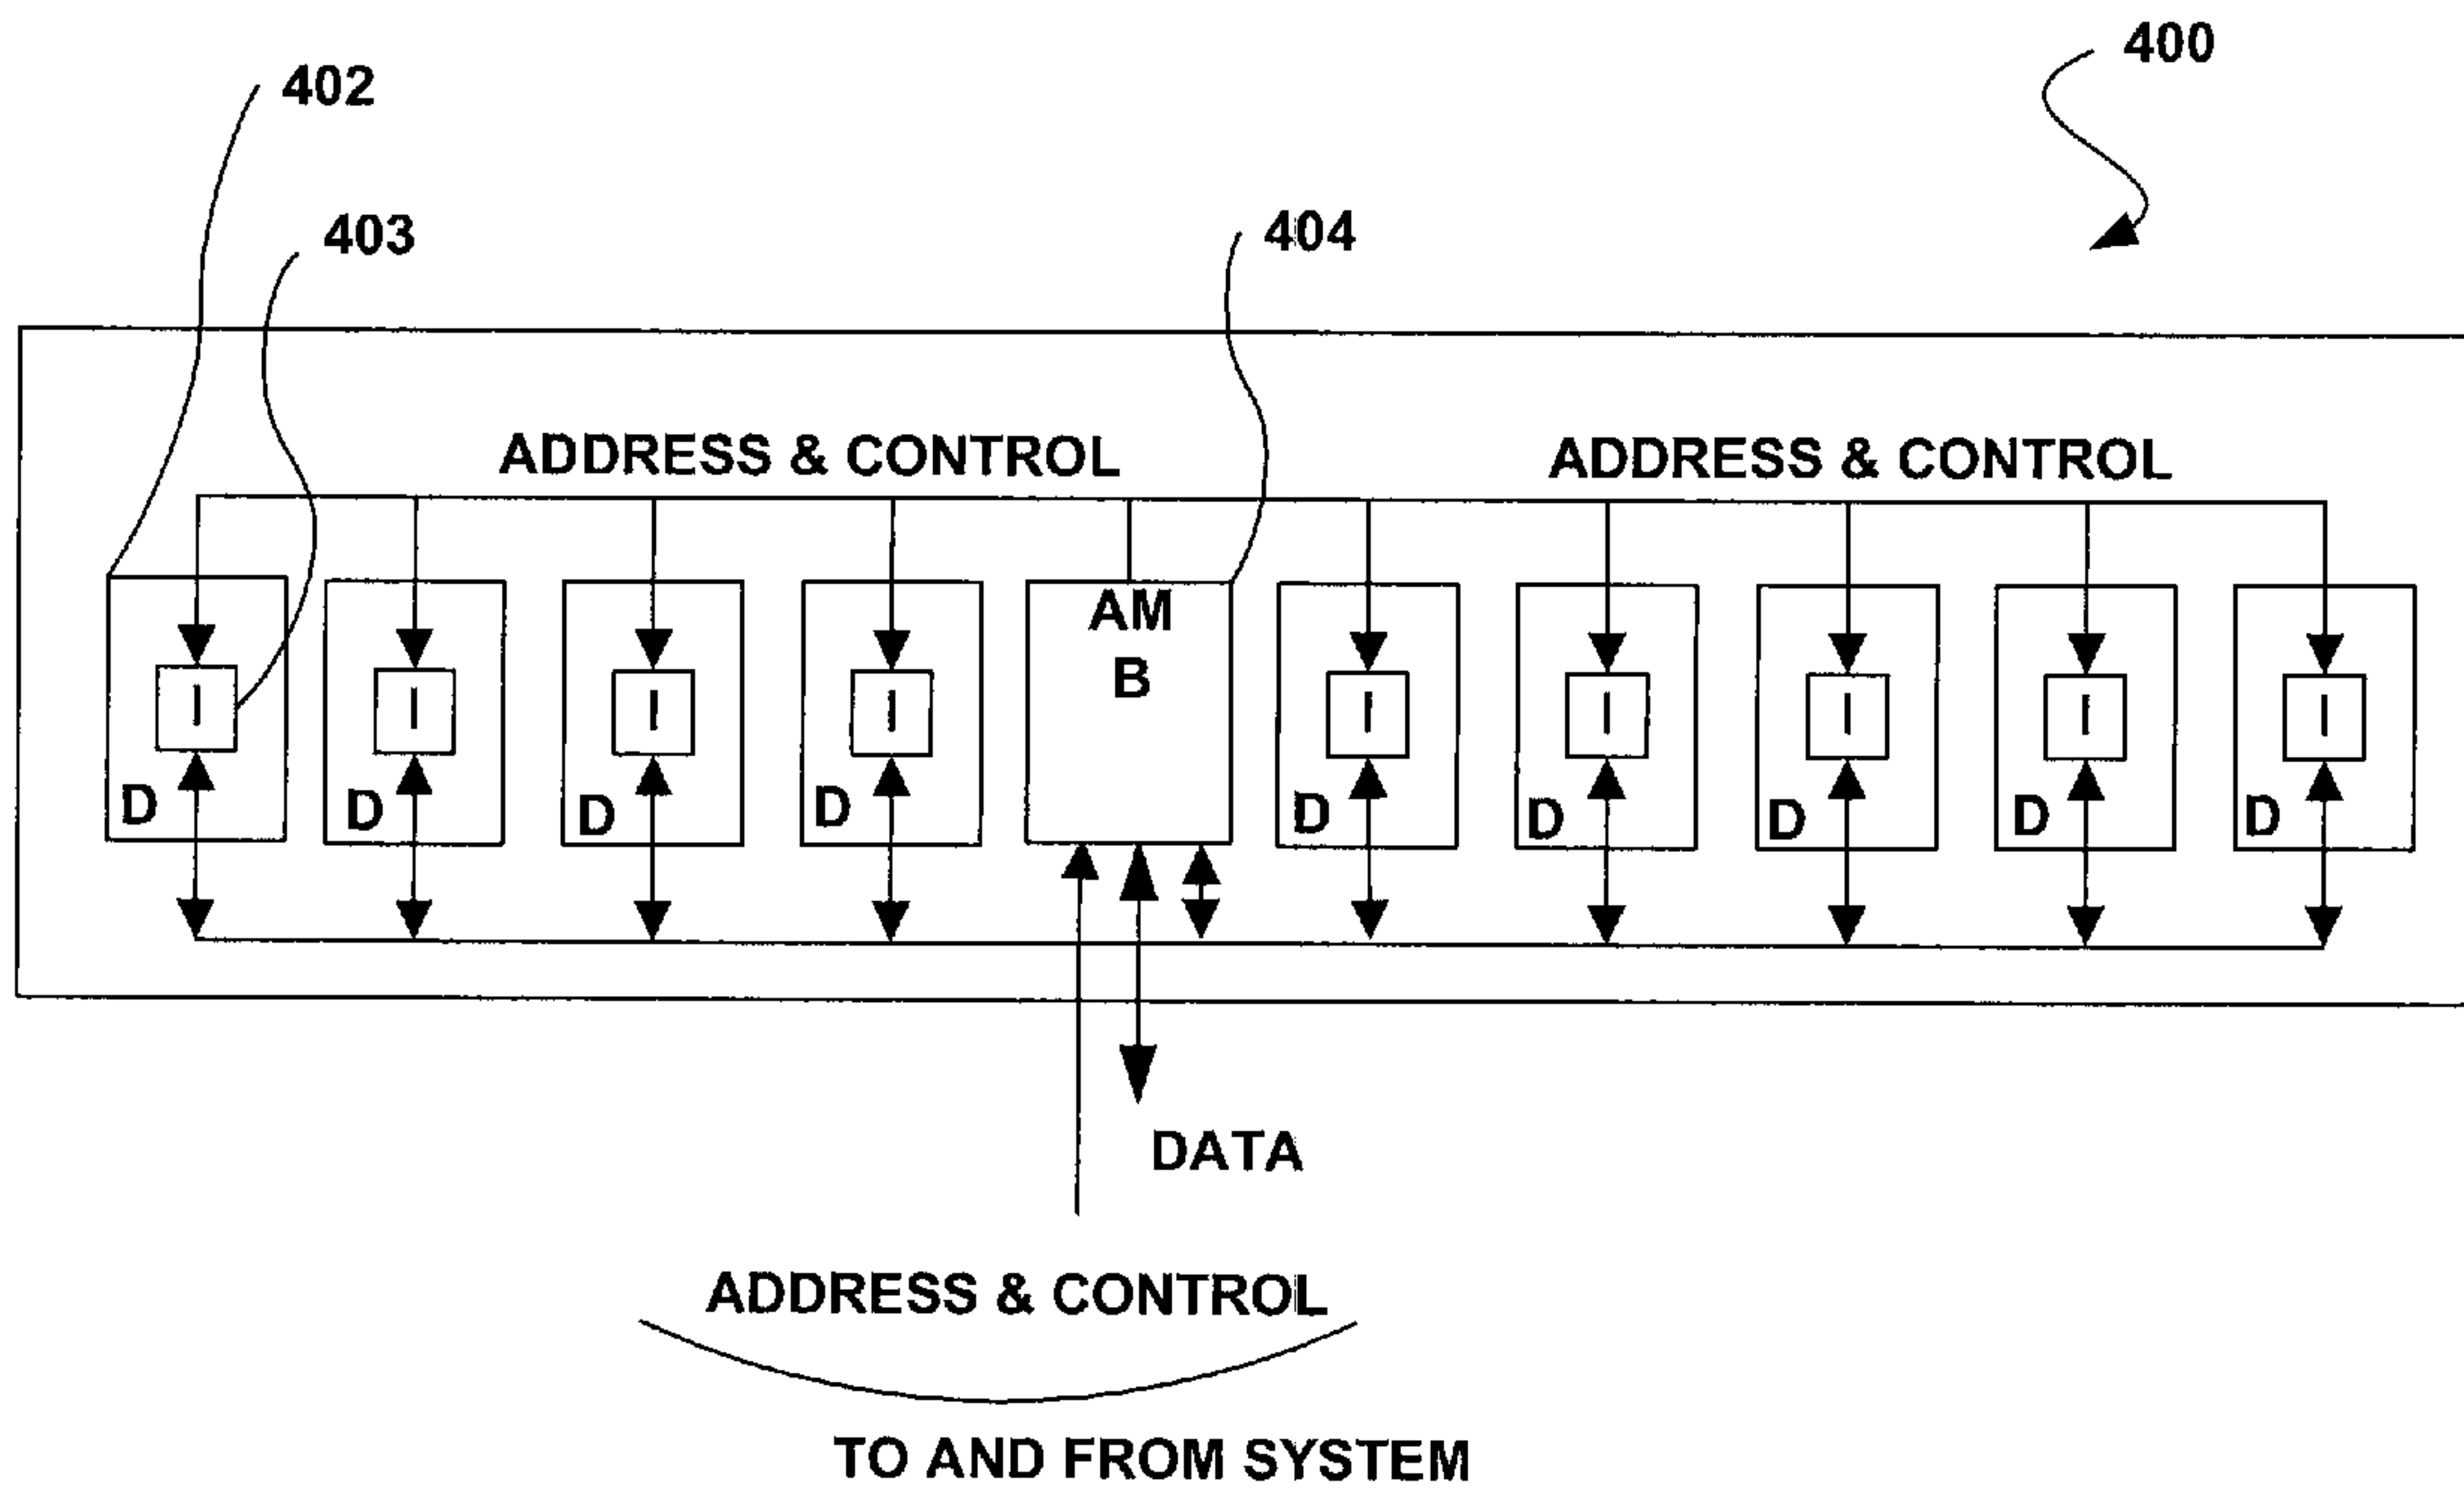 400
402
403
404
ADDRESS & CONTROL
ADDRESS & CONTROL
AM
B
I
I
I
I
I
I
I
I
I
D
D
D
D
D
D
D
D
D
DATA
ADDRESS & CONTROL
TO AND FROM SYSTEM